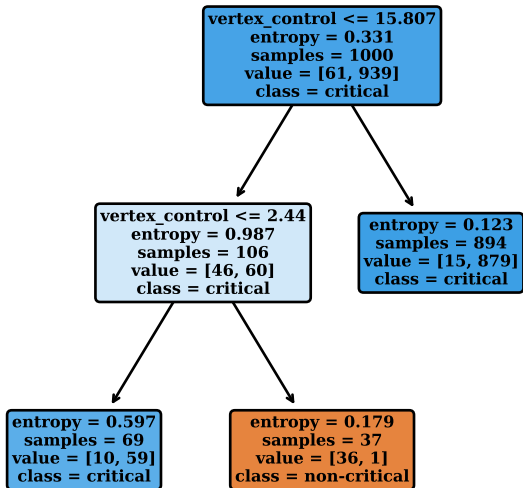 vertex_control <= 15.807
entropy = 0.331
samples = 1000
value = [61, 939]
class = critical
vertex_control <= 2.44
entropy = 0.987
samples = 106
value = [46, 60]
class = critical
entropy = 0.123
samples = 894
value = [15, 879]
class = critical
entropy = 0.597
samples = 69
value = [10, 59]
class = critical
entropy = 0.179
samples = 37
value = [36, 1]
class = non-critical